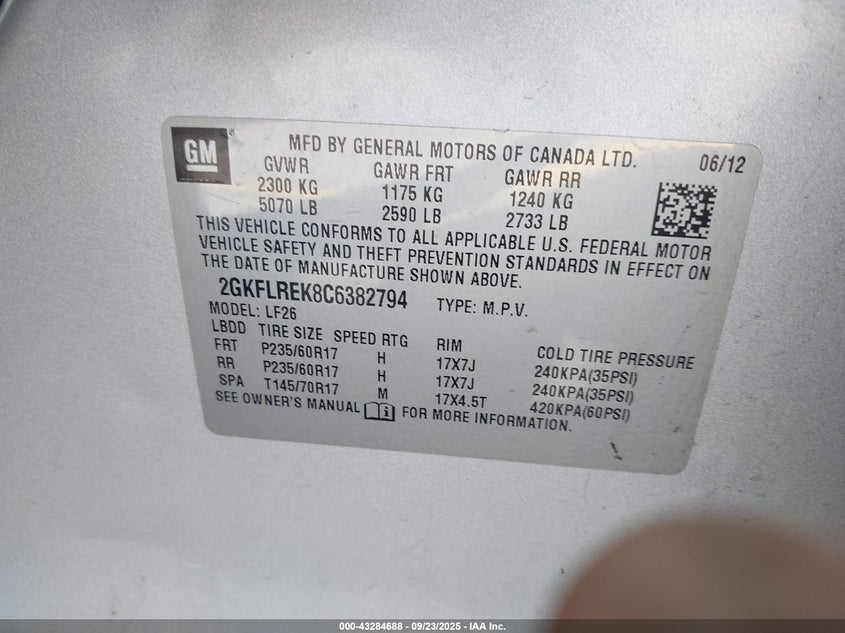 GM
MFD BY GENERAL MOTORS OF CANADA LTD. 06/12
GVWR GAWR FRT GAWR RR
2300 KG 1175 KG 1240 KG
5070 LB 2590 LB 2733 LB
THIS VEHICLE CONFORMS TO ALL APPLICABLE U.S. FEDERAL MOTOR
VEHICLE SAFETY AND THEFT PREVENTION STANDARDS IN EFFECT ON
THE DATE OF MANUFACTURE SHOWN ABOVE.
2GKFLREK8C6382794 TYPE: M.P.V.
MODEL: LF26
LBDD TIRE SIZE SPEED RTG RIM COLD TIRE PRESSURE
FRT P235/60R17 H 17X7J 240KPA(35PSI)
RR P235/60R17 H 17X7J 240KPA(35PSI)
SPA T145/70R17 M 17X4.5T 420KPA(60PSI)
SEE OWNER'S MANUAL i FOR MORE INFORMATION.
000-43284688 - 09/23/2025 - IAA Inc.